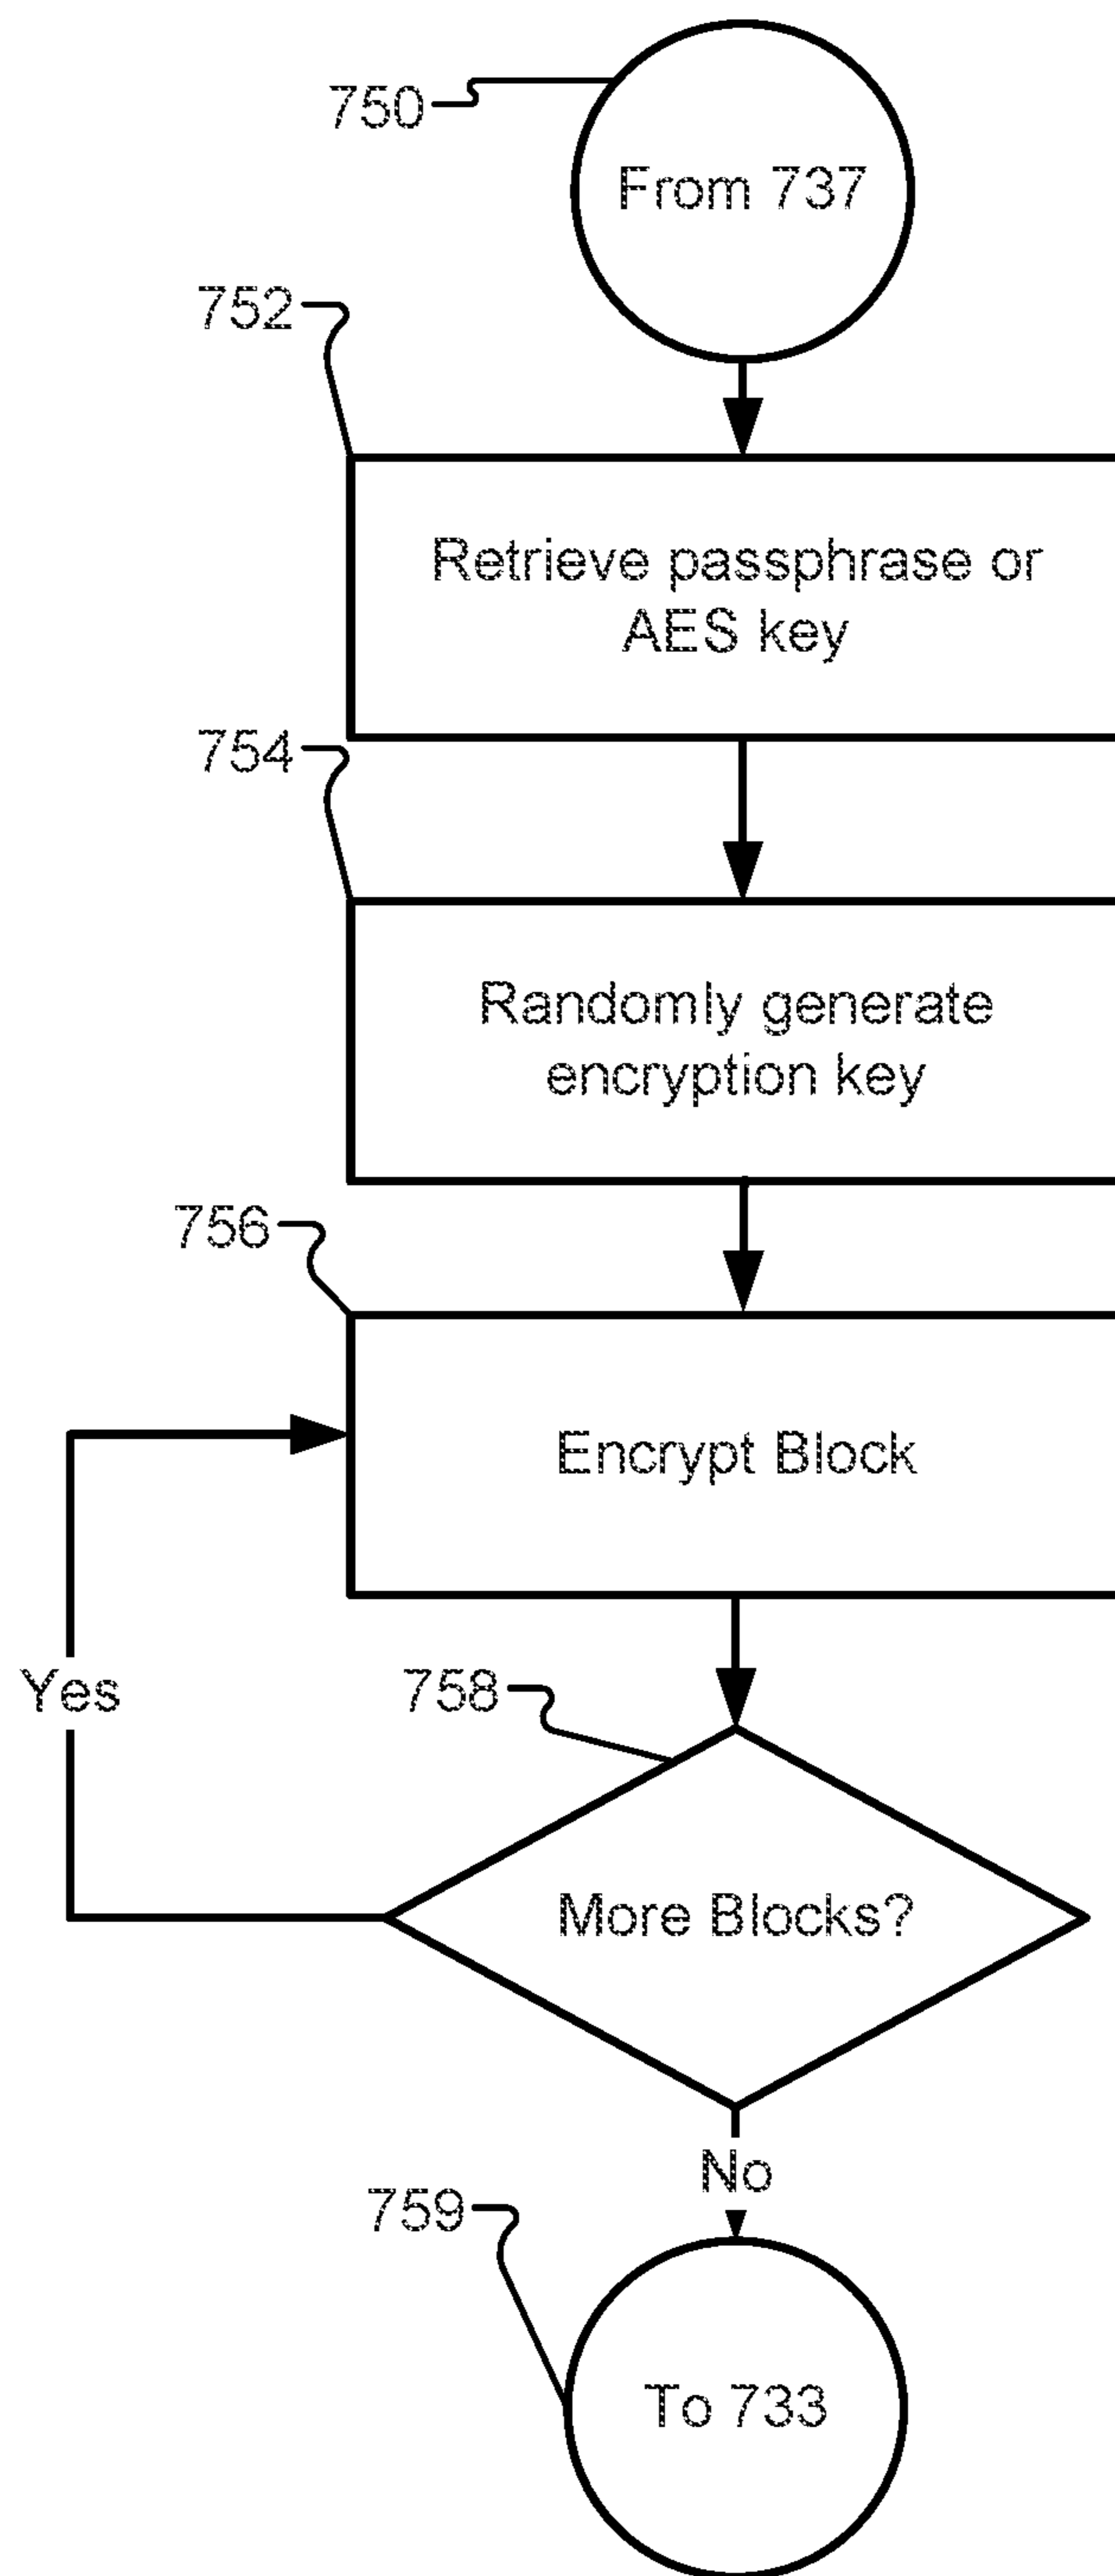 750
From 737
752
Retrieve passphrase or
AES key
754
Randomly generate
encryption key
756
Encrypt Block
Yes
758
More Blocks?
No
759
To 733